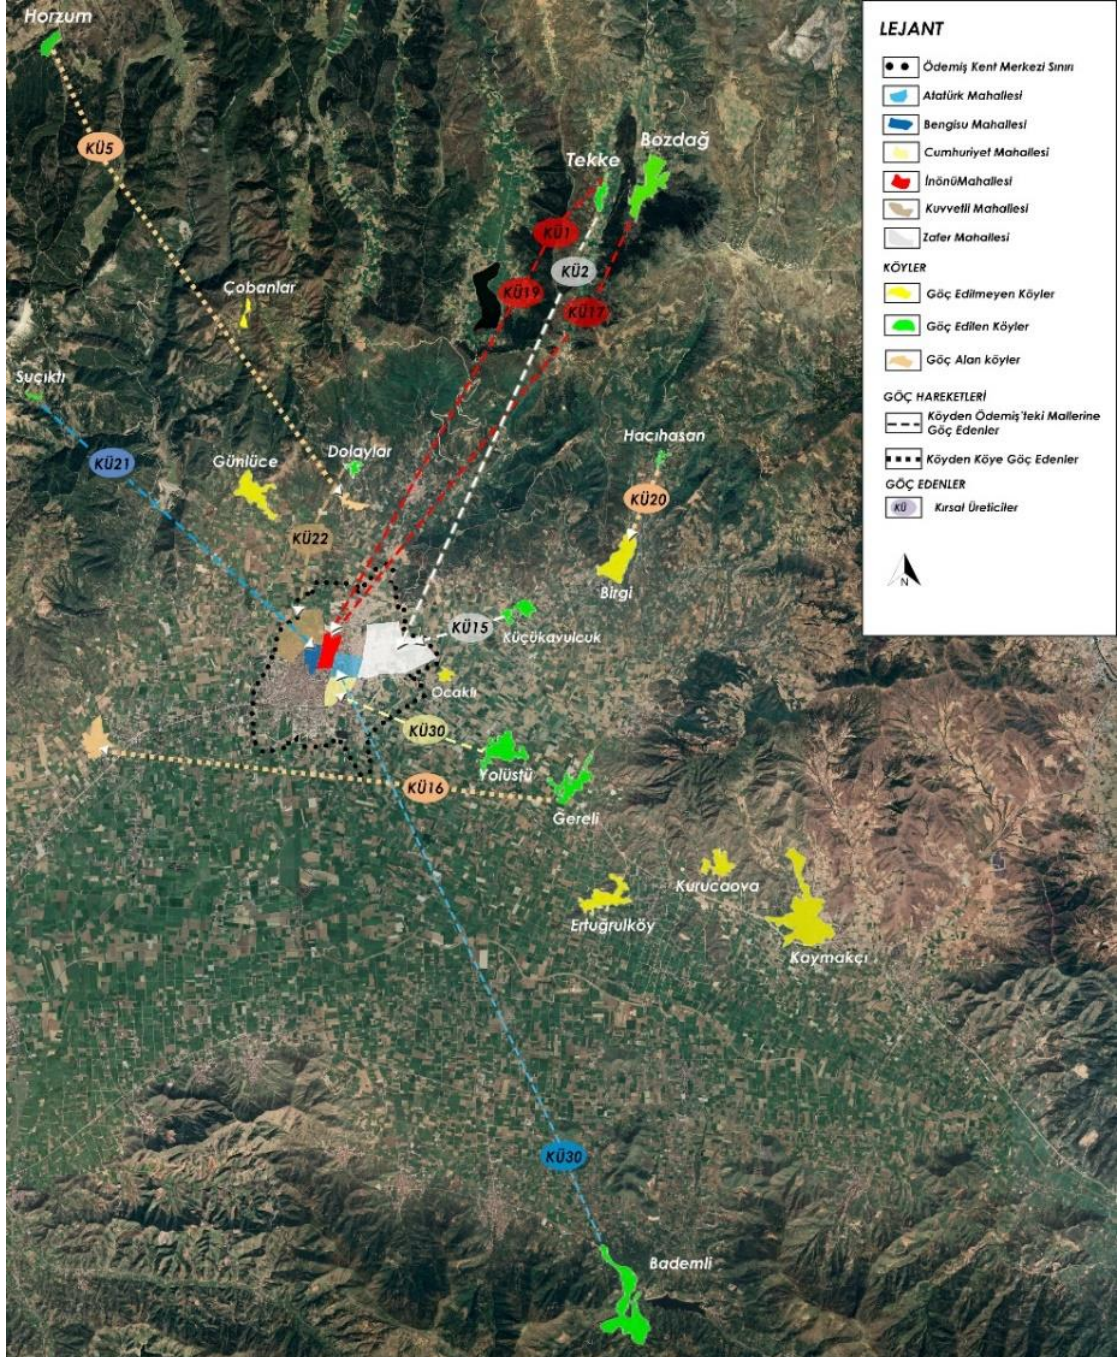 Horzum
KÜ5
Tekke
Bozdağ
KÜ1
KÜ2
KÜ19
KÜ17
Çobanlar
Suçıktı
KÜ21
Günlüce
Dolaylar
Hacıhasan
KÜ20
KÜ22
Birgi
KÜ15
Küçükavulcuk
Ocaklı
KÜ30
Yolüstü
KÜ16
Gereli
Kurucaova
Ertuğrulköy
Kaymakçı
KÜ30
Bademli
LEJANT
Ödemiş Kent Merkezi Sınırı
Atatürk Mahallesi
Bengisu Mahallesi
Cumhuriyet Mahallesi
İnönüMahallesi
Kuvvetli Mahallesi
Zafer Mahallesi
KÖYLER
Göç Edilmeyen Köyler
Göç Edilen Köyler
Göç Alan köyler
GÖÇ HAREKETLERİ
Köyden Ödemiş'teki Mallerine
Göç Edenler
Köyden Köye Göç Edenler
GÖÇ EDENLER
KÜ Kırsal Üreticiler
N